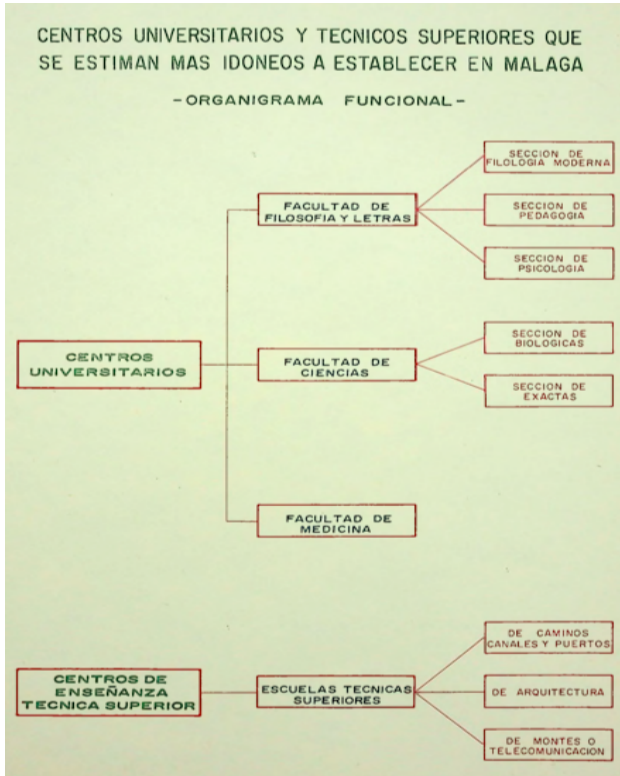 CENTROS UNIVERSITARIOS Y TECNICOS SUPERIORES QUE
SE ESTIMAN MAS IDONEOS A ESTABLECER EN MALAGA
-ORGANIGRAMA FUNCIONAL-
SECCION DE
FILOLOGIA MODERNA
FACULTAD DE
FILOSOFIA Y LETRAS
SECCION DE
PEDAGOGIA
SECCION DE
PSICOLOGIA
CENTROS
UNIVERSITARIOS
FACULTAD DE
CIENCIAS
SECCION DE
BIOLOGICAS
SECCION DE
EXACTAS
FACULTAD DE
MEDICINA
CENTROS DE
ENSEÑANZA
TECNICA SUPERIOR
ESCUELAS TECNICAS
SUPERIORES
DE CAMINOS
CANALES Y PUERTOS
DE ARQUITECTURA
DE MONTES O
TELECOMUNICACION